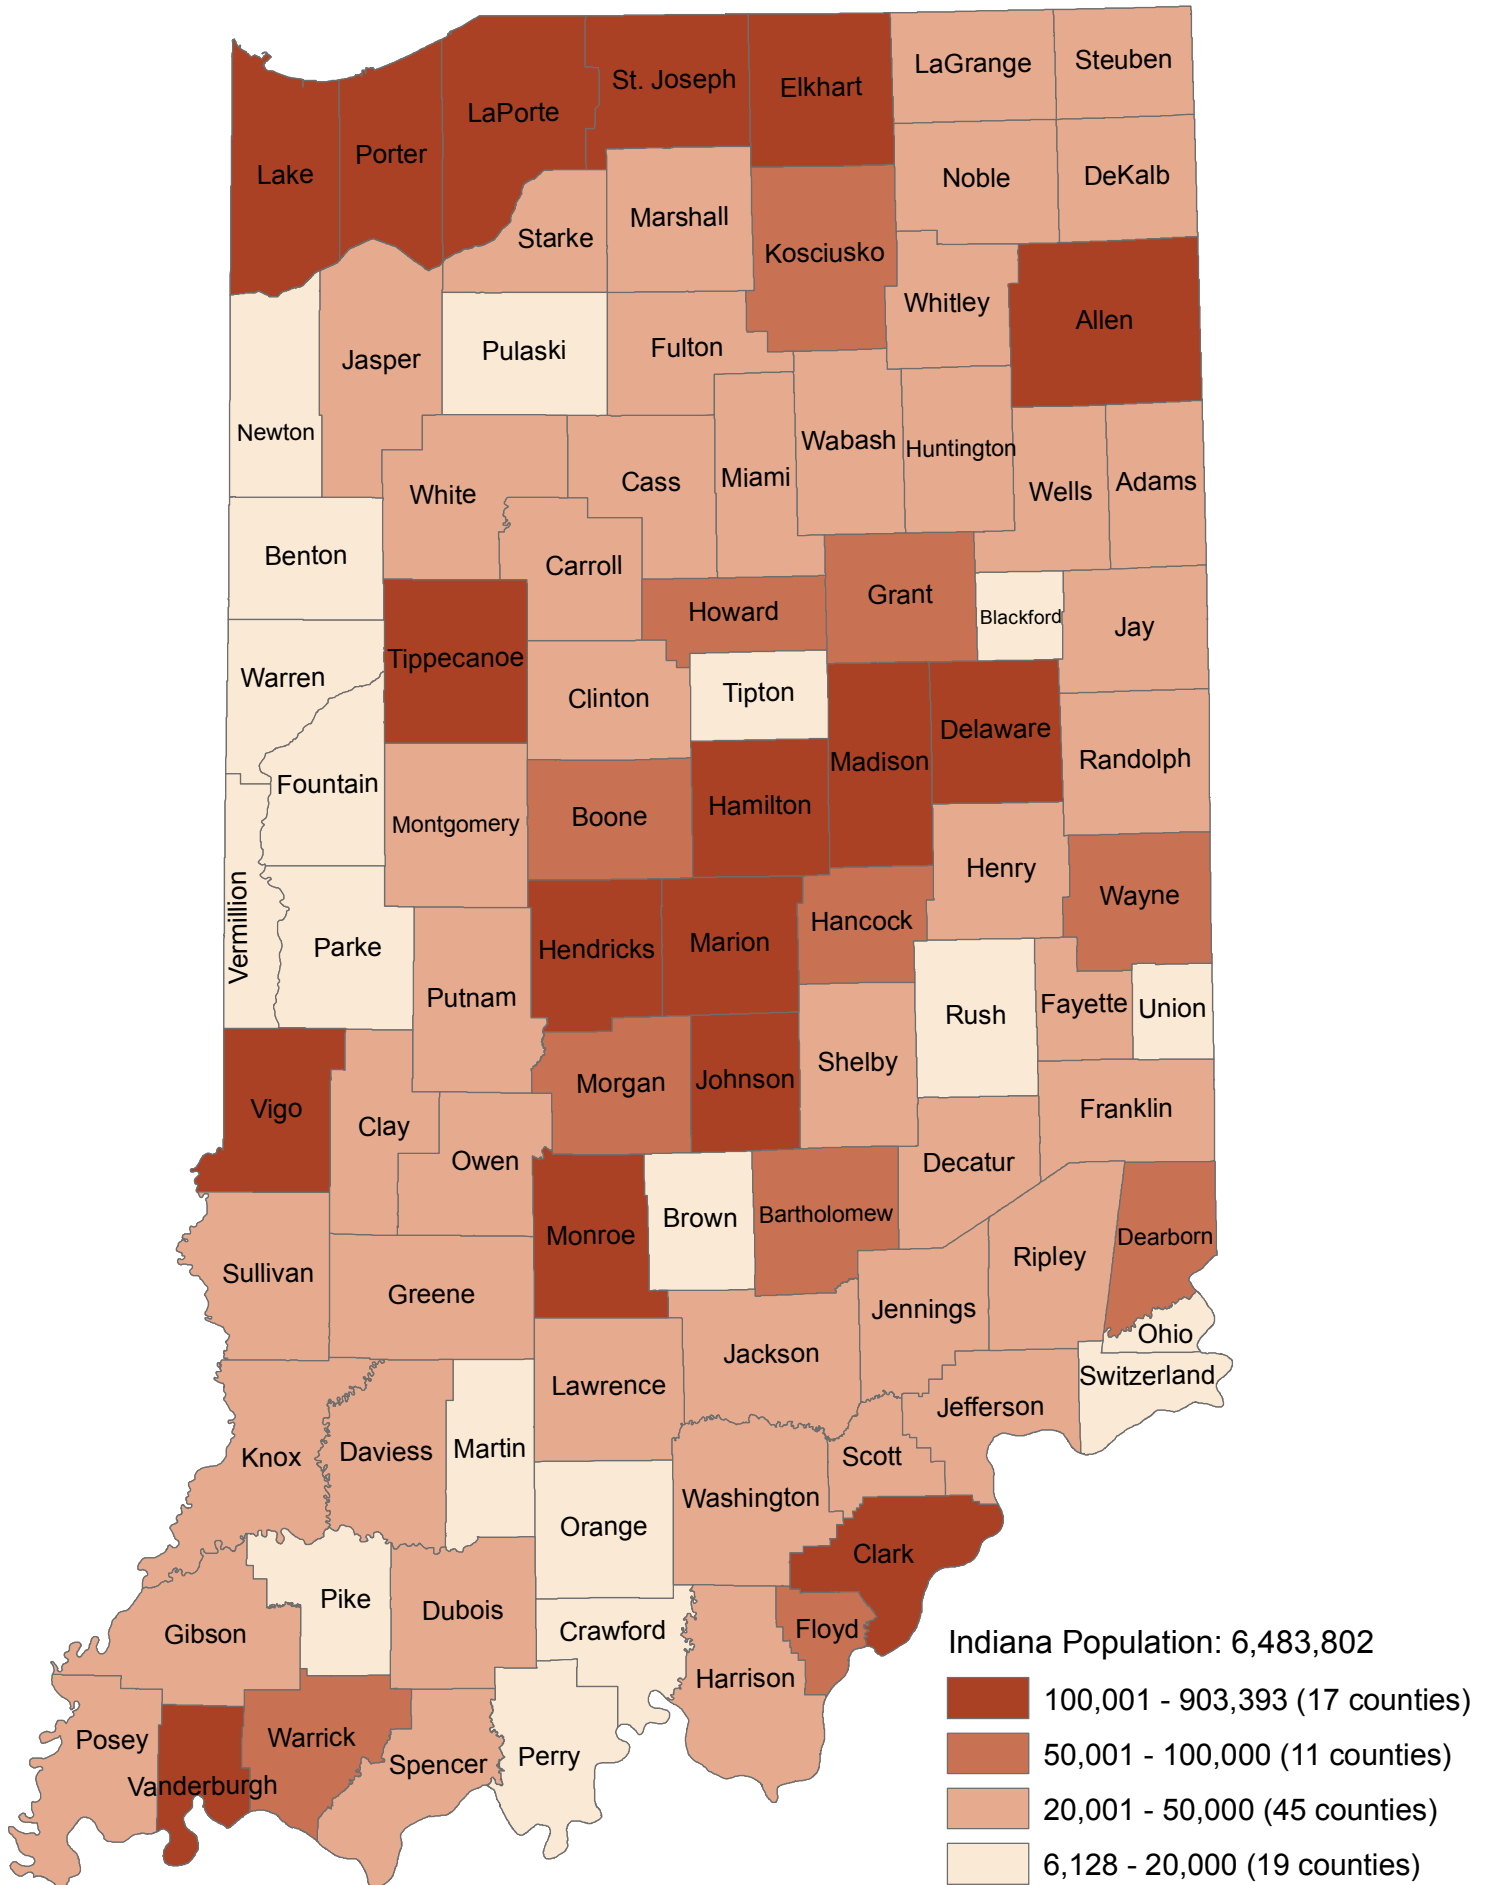 Steuben
LaGrange
St. Joseph
Elkhart
LaPorte
Porter
Lake
DeKalb
Noble
Marshall
Starke
Kosciusko
Whitley
Allen
Fulton
Pulaski
Jasper
Newton
Wabash
Huntington
Miami
Cass
White
Wells
Adams
Benton
Carroll
Grant
Howard
Blackford
Jay
Tippecanoe
Warren
Clinton
Tipton
Delaware
Madison
Randolph
Fountain
Hamilton
Boone
Montgomery
Henry
Wayne
Hancock
Marion
Hendricks
Parke
Vermillion
Putnam
Fayette
Union
Rush
Shelby
Johnson
Morgan
Vigo
Clay
Franklin
Decatur
Owen
Brown
Bartholomew
Monroe
Dearborn
Ripley
Sullivan
Greene
Jennings
Ohio
Jackson
Switzerland
Lawrence
Jefferson
Martin
Daviess
Knox
Scott
Washington
Orange
Clark
Pike
Dubois
Gibson
Crawford
Floyd
Harrison
Posey
Warrick
Vanderburgh
Spencer
Perry
Indiana Population: 6,483,802
100,001 - 903,393 (17 counties)
50,001 - 100,000 (11 counties)
20,001 - 50,000 (45 counties)
6,128 - 20,000 (19 counties)